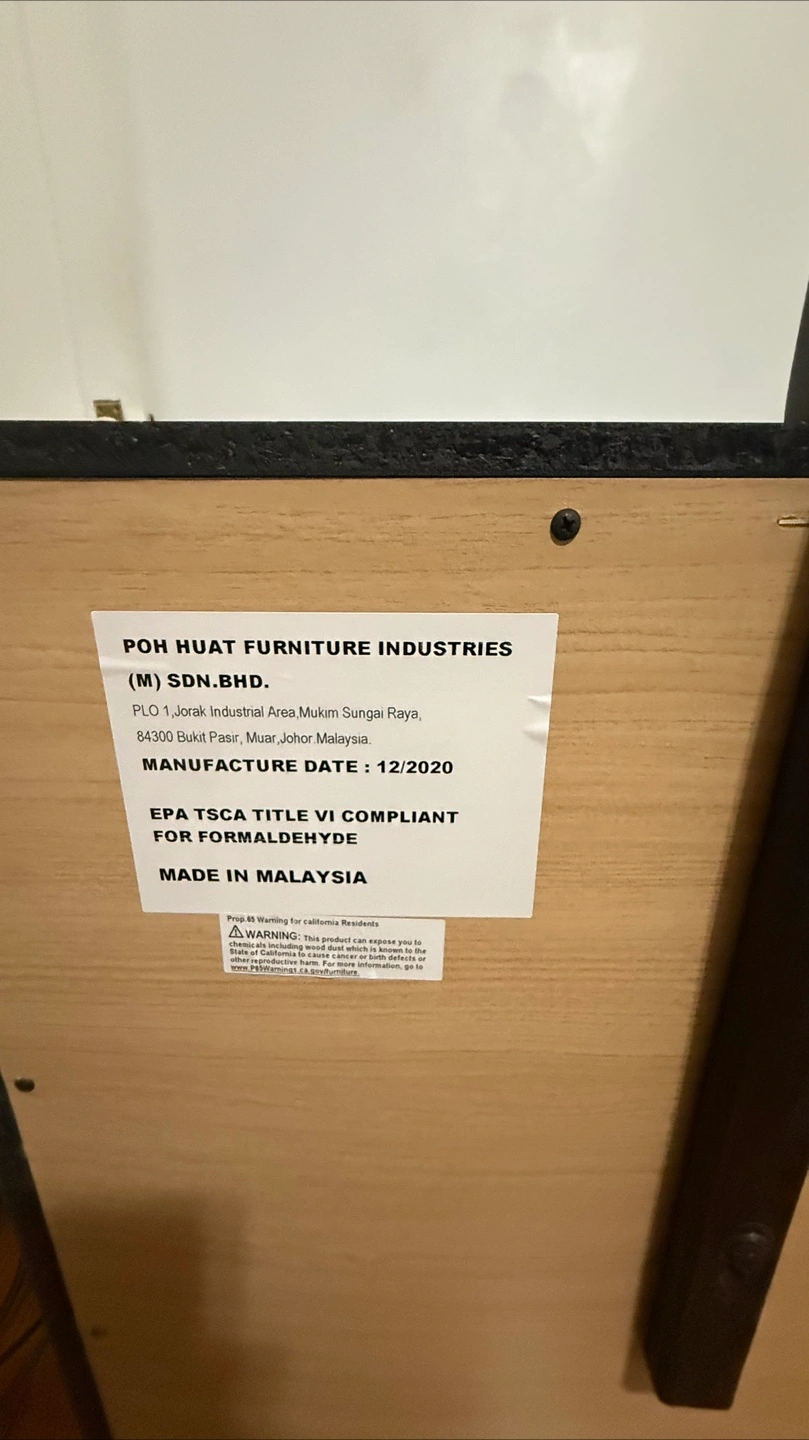 POH HUAT FURNITURE INDUSTRIES
(M) SDN.BHD.
PLO 1,Jorak Industrial Area,Mukim Sungai Raya,
84300 Bukit Pasir, Muar,Johor.Malaysia.
MANUFACTURE DATE : 12/2020
EPA TSCA TITLE VI COMPLIANT
FOR FORMALDEHYDE
MADE IN MALAYSIA
Prop.65 Warning for california Residents
WARNING: This product can expose you to
chemicals including wood dust which is known to the
State of California to cause cancer or birth defects or
other reproductive harm. For more information, go to
www.P65Warnings.ca.gov/furniture.